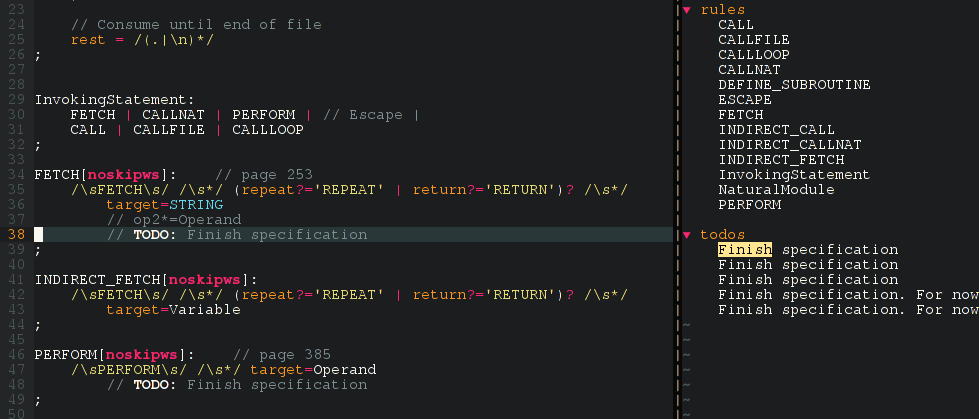 23
24 // Consume until end of file
25 rest = /(.|\n)*/
26 ;
27
28
29 InvokingStatement:
30 FETCH | CALLNAT | PERFORM | // Escape |
31 CALL | CALLFILE | CALLLOOP
32 ;
33
34 FETCH[noskipws]: // page 253
35 /\sFETCH\s/ /\s*/ (repeat?='REPEAT' | return?='RETURN')? /\s*/
36 target=STRING
37 // op2*=Operand
38 // TODO: Finish specification
39 ;
40
41 INDIRECT_FETCH[noskipws]:
42 /\sFETCH\s/ /\s*/ (repeat?='REPEAT' | return?='RETURN')? /\s*/
43 target=Variable
44 ;
45
46 PERFORM[noskipws]: // page 385
47 /\sPERFORM\s/ /\s*/ target=Operand
48 // TODO: Finish specification
49 ;
50
▼ rules
CALL
CALLFILE
CALLLOOP
CALLNAT
DEFINE_SUBROUTINE
ESCAPE
FETCH
INDIRECT_CALL
INDIRECT_CALLNAT
INDIRECT_FETCH
InvokingStatement
NaturalModule
PERFORM
▼ todos
Finish specification
Finish specification
Finish specification
Finish specification. For now
Finish specification. For now
~
~
~
~
~
~